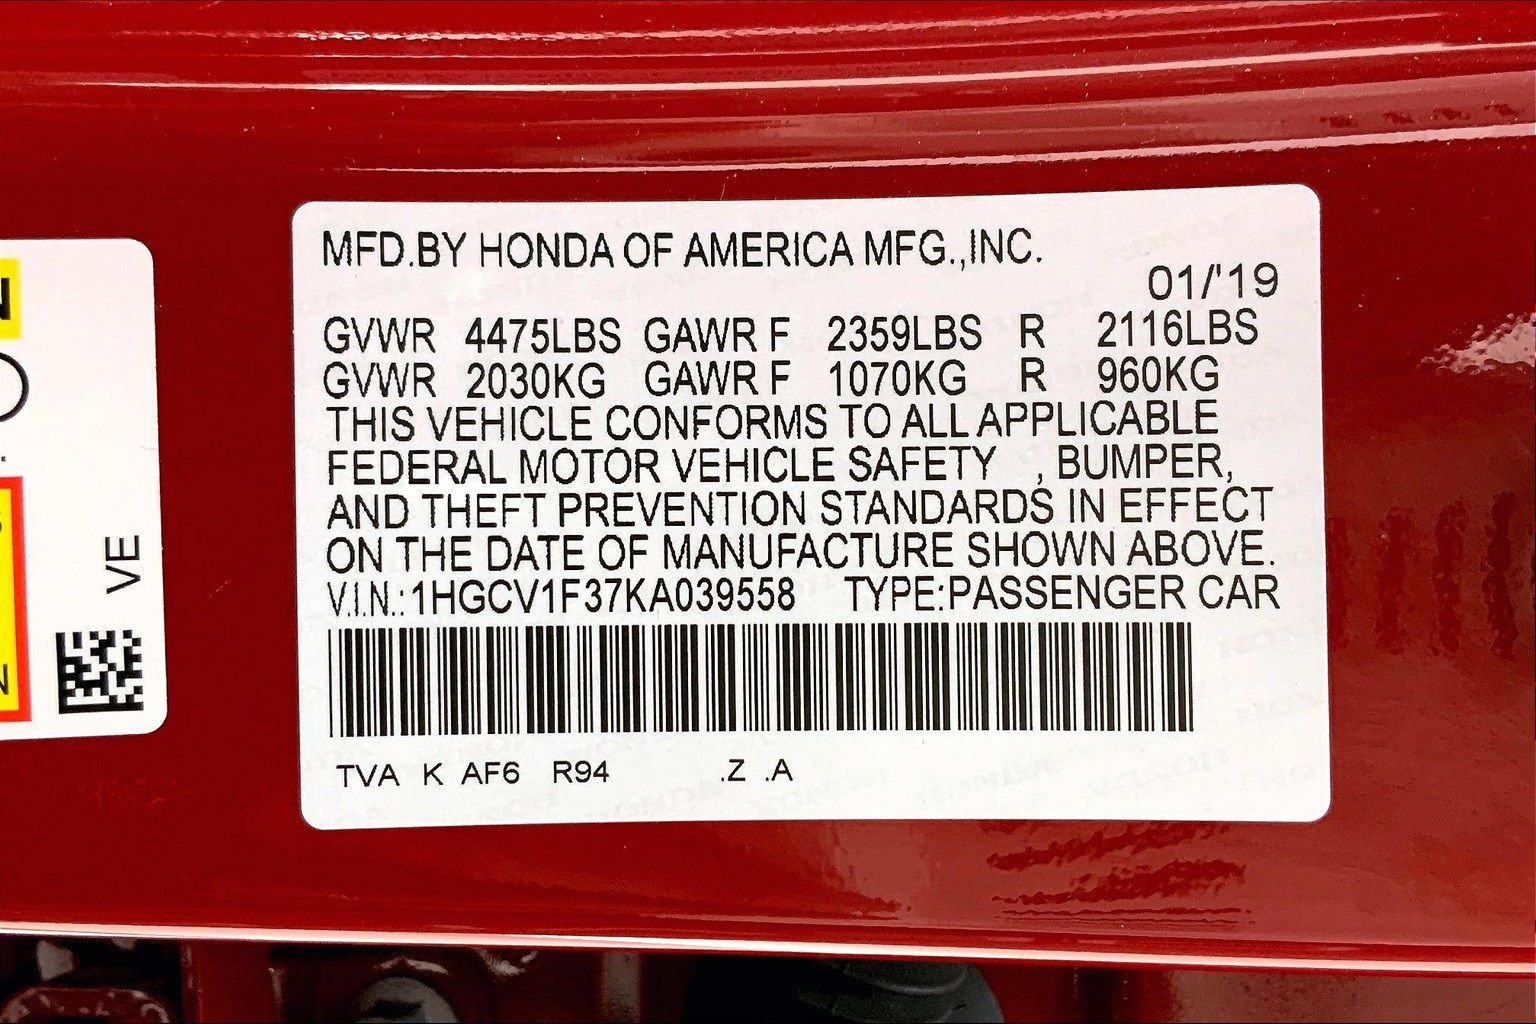 MFD.BY HONDA OF AMERICA MFG.,INC.
01/'19
GVWR 4475LBS GAWR F 2359LBS R 2116LBS
GVWR 2030KG GAWR F 1070KG R 960KG
THIS VEHICLE CONFORMS TO ALL APPLICABLE
FEDERAL MOTOR VEHICLE SAFETY , BUMPER,
AND THEFT PREVENTION STANDARDS IN EFFECT
ON THE DATE OF MANUFACTURE SHOWN ABOVE.
V.I.N.:1HGCV1F37KA039558 TYPE:PASSENGER CAR
TVA K AF6 R94 .Z .A
VE